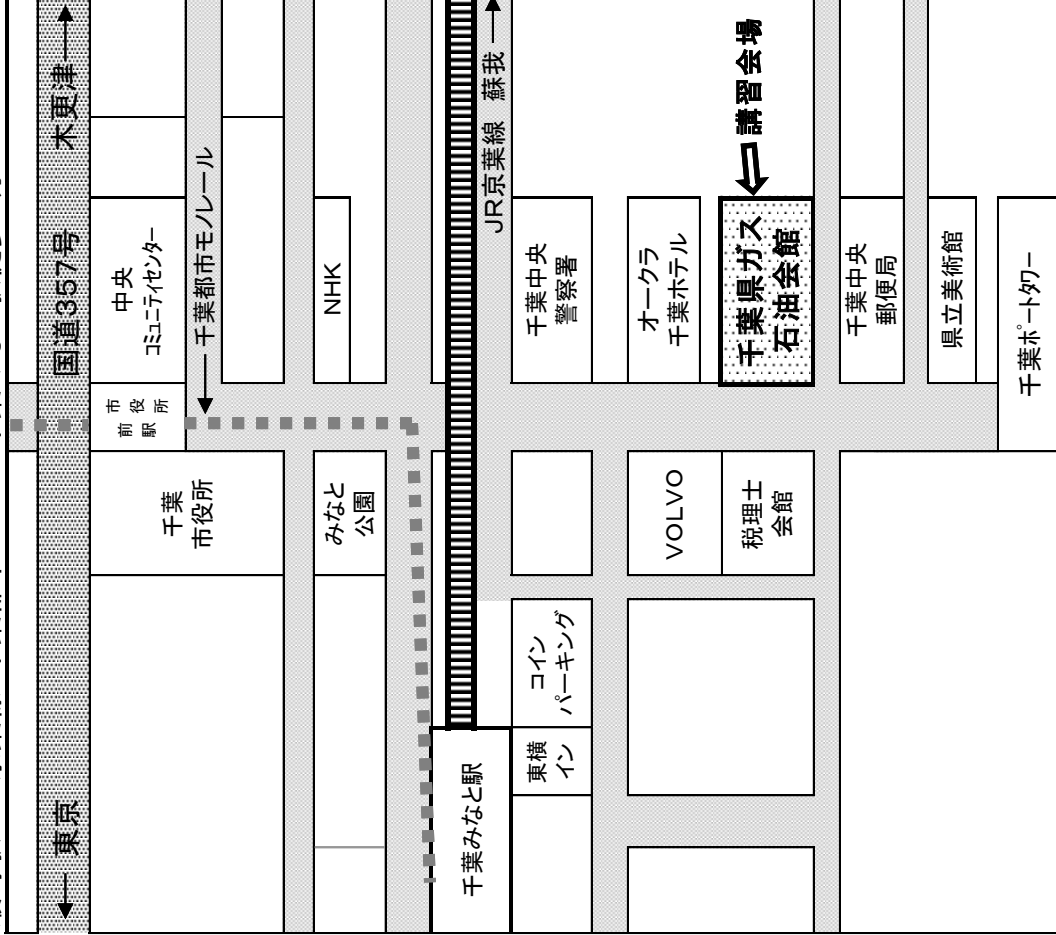 東京
国道357号
木更津
中央
コミュニティセンター
千葉都市モノレール
市役所
前駅
千葉
市役所
NHK
みなと
公園
JR京葉線 蘇我
千葉みなと駅
千葉中央
警察署
コイン
パーキング
東横
イン
オークラ
千葉ホテル
VOLVO
税理士
会館
講習会場
千葉県ガス
石油会館
千葉中央
郵便局
県立美術館
千葉ポートタワー